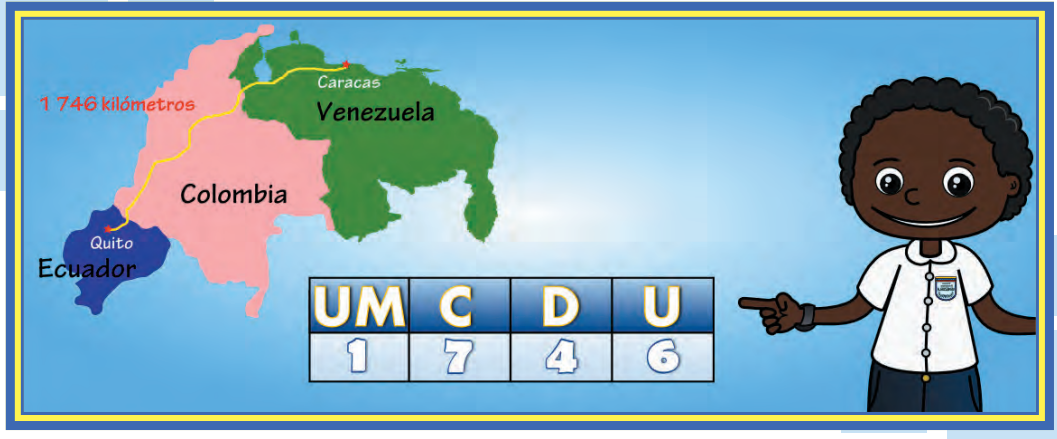 Caracas
1 746 kilómetros
Venezuela
Colombia
Quito
Ecuador
UM C D U
1 7 4 6